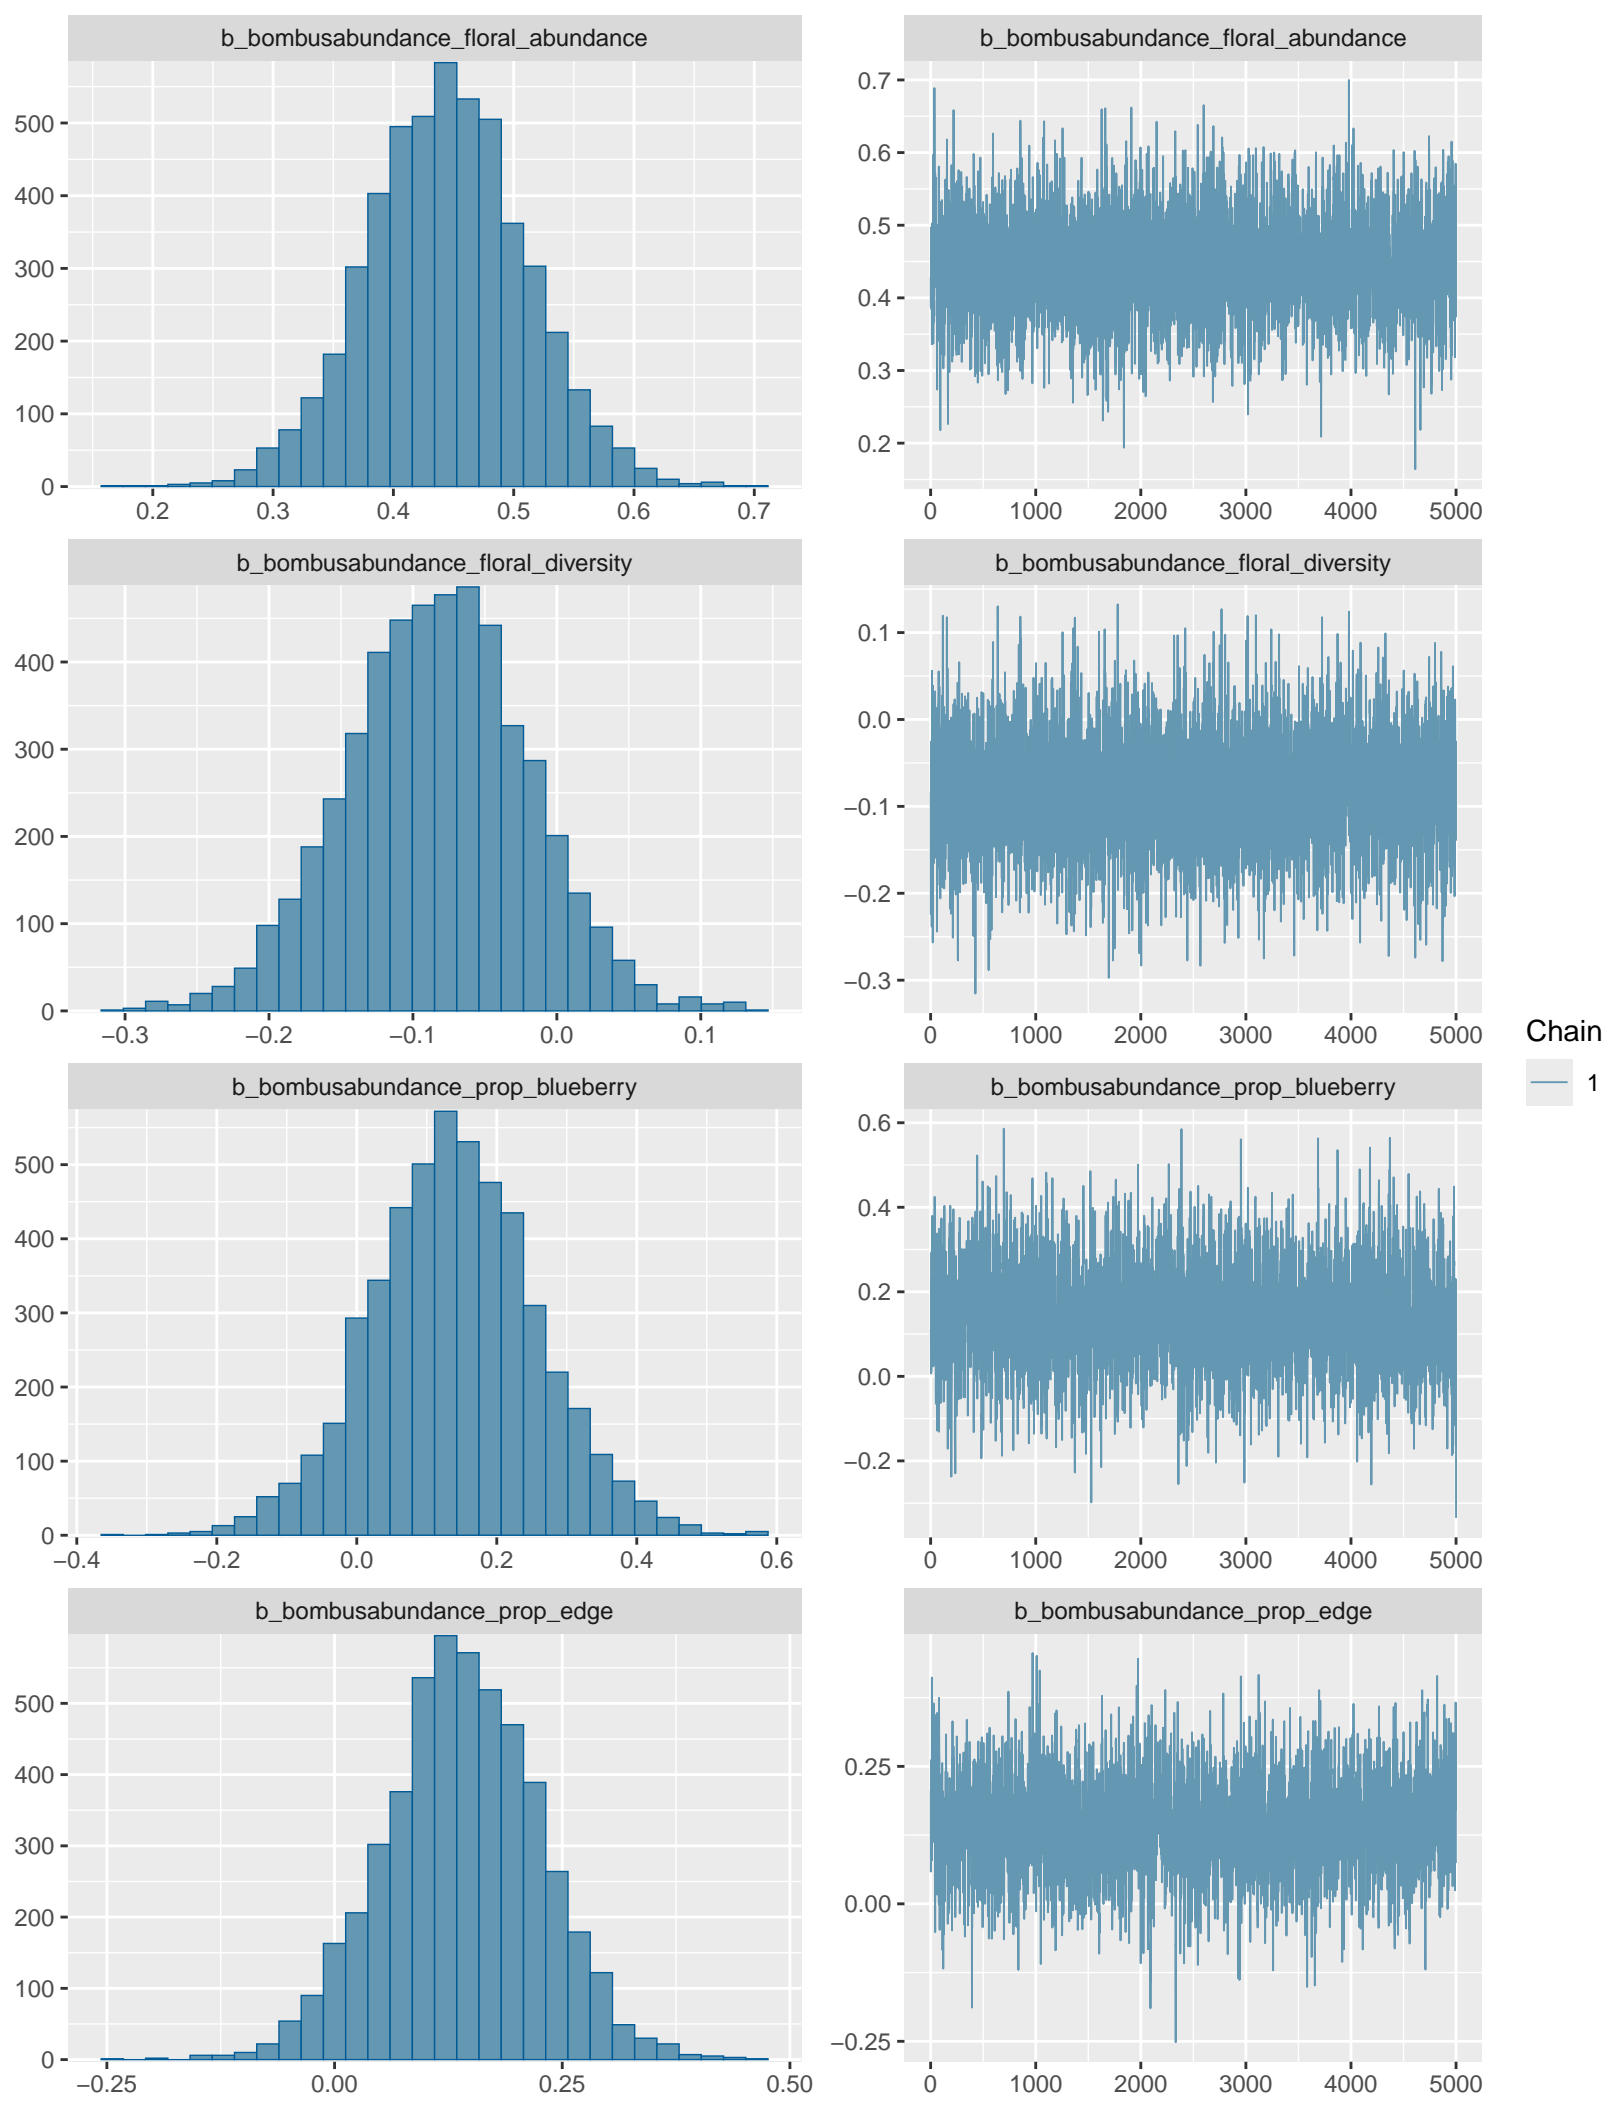 b_bombusabundance_floral_abundance
500
400
300
200
100
0
0.2 0.3 0.4 0.5 0.6 0.7
b_bombusabundance_floral_abundance
0.7
0.6
0.5
0.4
0.3
0.2
0 1000 2000 3000 4000 5000
b_bombusabundance_floral_diversity
400
300
200
100
0
−0.3 −0.2 −0.1 0.0 0.1
b_bombusabundance_floral_diversity
0.1
0.0
−0.1
−0.2
−0.3
0 1000 2000 3000 4000 5000
b_bombusabundance_prop_blueberry
500
400
300
200
100
0
−0.4 −0.2 0.0 0.2 0.4 0.6
b_bombusabundance_prop_blueberry
0.6
0.4
0.2
0.0
−0.2
0 1000 2000 3000 4000 5000
b_bombusabundance_prop_edge
500
400
300
200
100
0
−0.25 0.00 0.25 0.50
b_bombusabundance_prop_edge
0.25
0.00
−0.25
0 1000 2000 3000 4000 5000
Chain
1